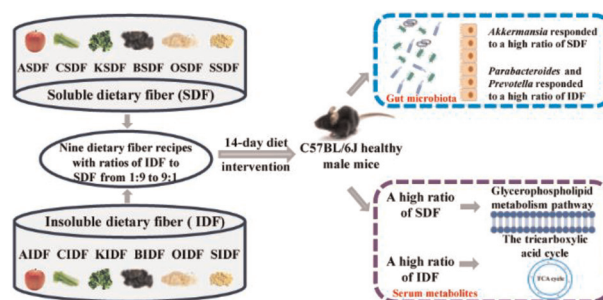 ASDF CSDF KSDF BSDF OSDF SSDF
Soluble dietary fiber (SDF)
Nine dietary fiber recipes
with ratios of IDF to
SDF from 1:9 to 9:1
Insoluble dietary fiber ( IDF)
AIDF CIDF KIDF BIDF OIDF SIDF
14-day diet
intervention
C57BL/6J healthy
male mice
Akkermansia responded
to a high ratio of SDF
Parabacteroides and
Prevotella responded
to a high ratio of IDF
Gut microbiota
A high ratio
of SDF
Glycerophospholipid
metabolism pathway
The tricarboxylic
acid cycle
A high ratio
of IDF
TCA cycle
Serum metabolites